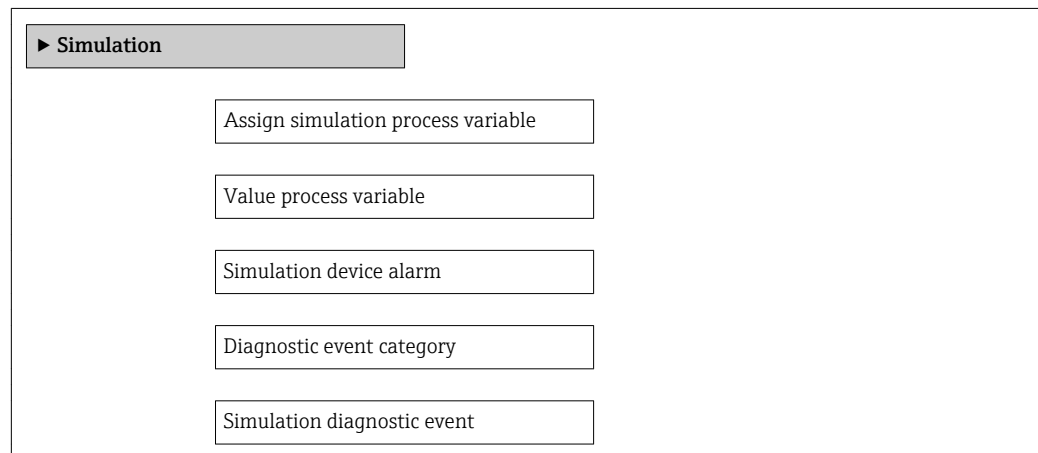 ▶ Simulation
Assign simulation process variable
Value process variable
Simulation device alarm
Diagnostic event category
Simulation diagnostic event